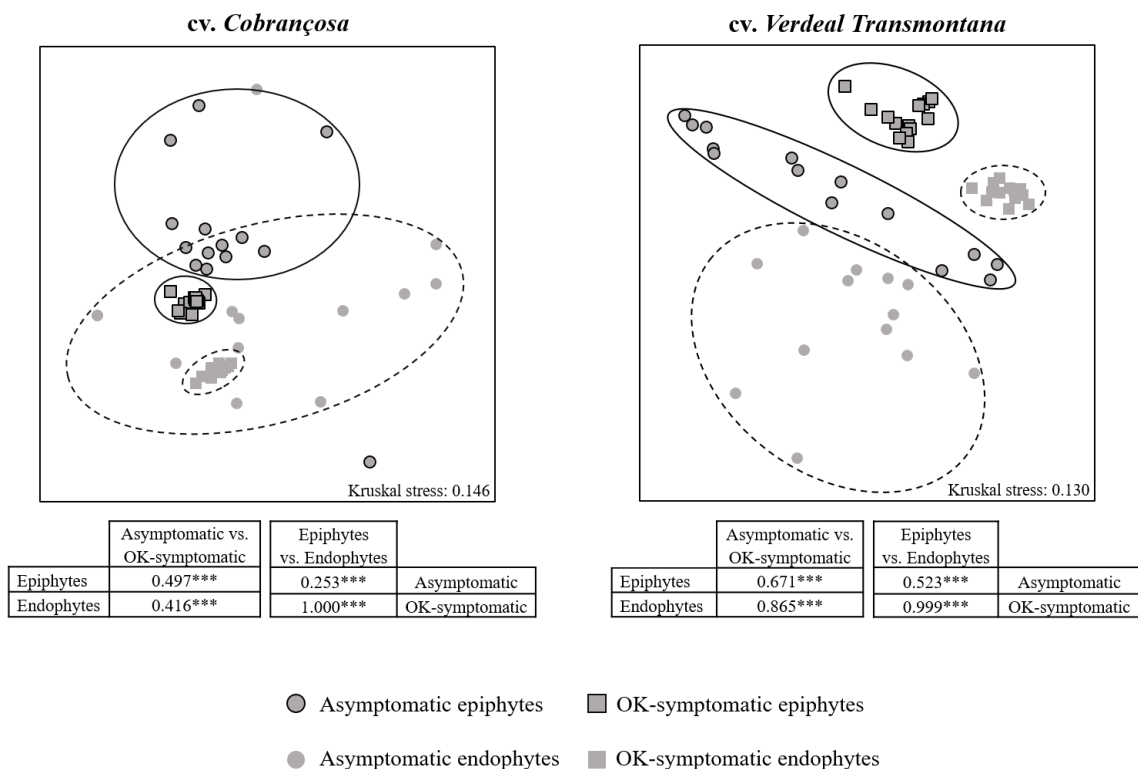 cv. Cobrançosa
cv. Verdeal Transmontana
Kruskal stress: 0.146
Kruskal stress: 0.130
Asymptomatic vs. OK-symptomatic
Epiphytes vs. Endophytes
Epiphytes 0.497*** 0.253*** Asymptomatic
Endophytes 0.416*** 1.000*** OK-symptomatic
Asymptomatic vs. OK-symptomatic
Epiphytes vs. Endophytes
Epiphytes 0.671*** 0.523*** Asymptomatic
Endophytes 0.865*** 0.999*** OK-symptomatic
Asymptomatic epiphytes
OK-symptomatic epiphytes
Asymptomatic endophytes
OK-symptomatic endophytes